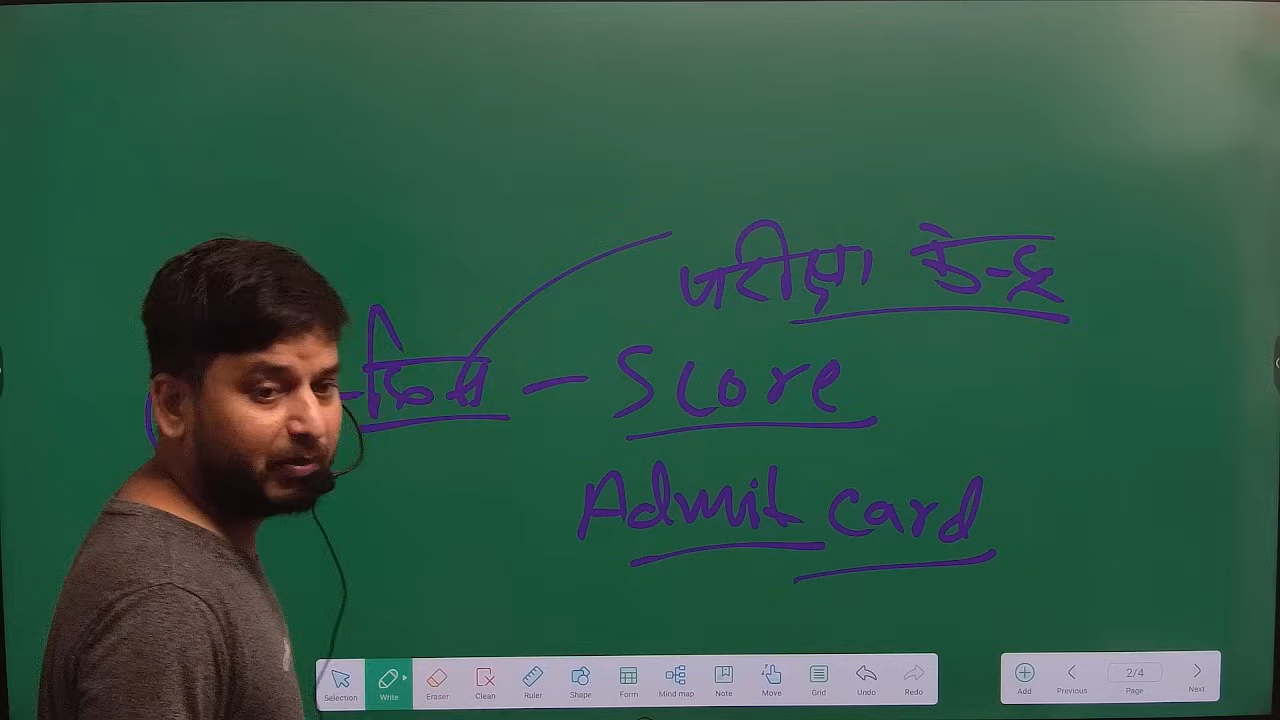 परीक्षा केन्द्र
Score
Admit card
Selection
Write
Eraser
Clean
Ruler
Shape
Form
Mind map
Note
Move
Grid
Undo
Redo
Add
Previous
2/4
Page
Next